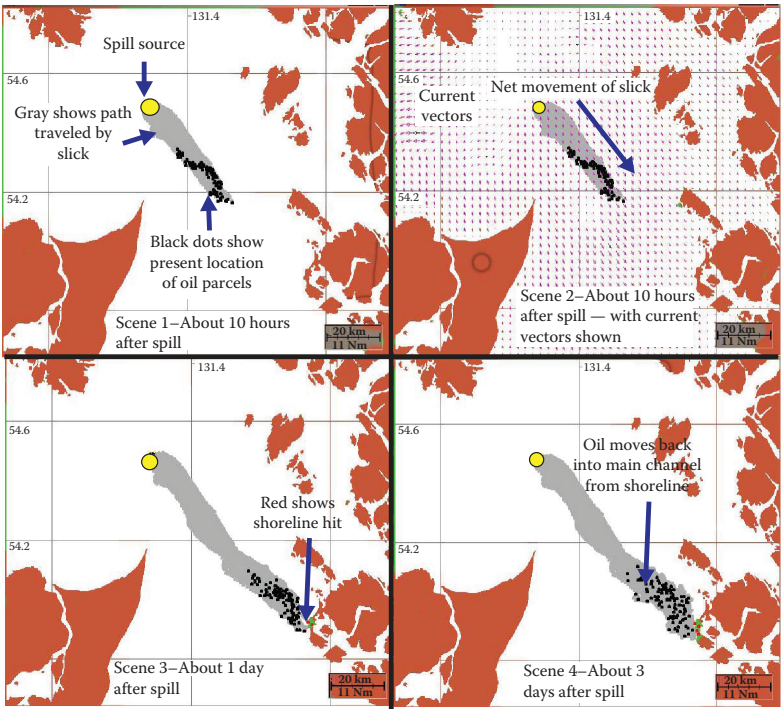 131.4
Spill source
54.6
Gray shows path
traveled by
slick
54.2
Black dots show
present location
of oil parcels
Scene 1–About 10 hours
after spill
20 km
11 Nm
131.4
54.6
Net movement of slick
Current
vectors
54.2
Scene 2–About 10 hours
after spill — with current
vectors shown
20 km
11 Nm
131.4
54.6
Red shows
shoreline hit
54.2
Scene 3–About 1 day
after spill
20 km
11 Nm
131.4
54.6
Oil moves back
into main channel
from shoreline
54.2
Scene 4–About 3
days after spill
20 km
11 Nm